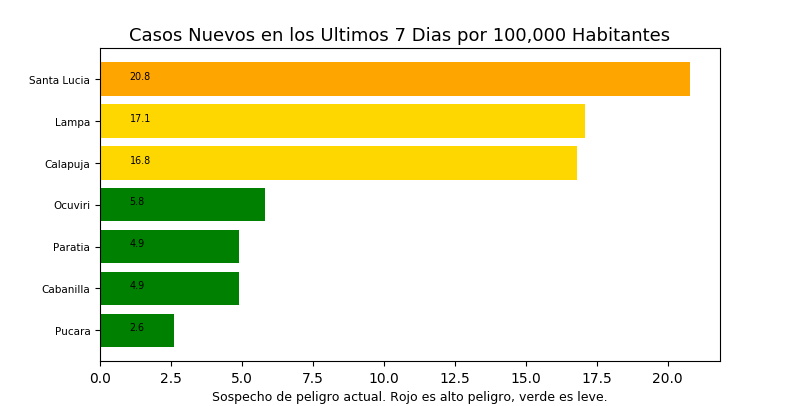 Casos Nuevos en los Ultimos 7 Dias por 100,000 Habitantes
Santa Lucia 20.8
Lampa 17.1
Calapuja 16.8
Ocuviri 5.8
Paratia 4.9
Cabanilla 4.9
Pucara 2.6
0.0 2.5 5.0 7.5 10.0 12.5 15.0 17.5 20.0
Sospecho de peligro actual. Rojo es alto peligro, verde es leve.